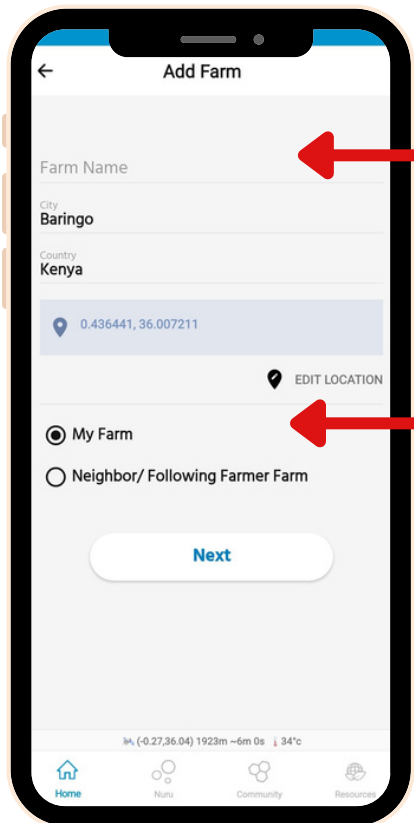 Add Farm
Farm Name
City
Baringo
Country
Kenya
0.436441, 36.007211
EDIT LOCATION
My Farm
Neighbor/ Following Farmer Farm
Next
(-0.27,36.04) 1923m ~6m 0s 34°c
Home Nuru Community Resources